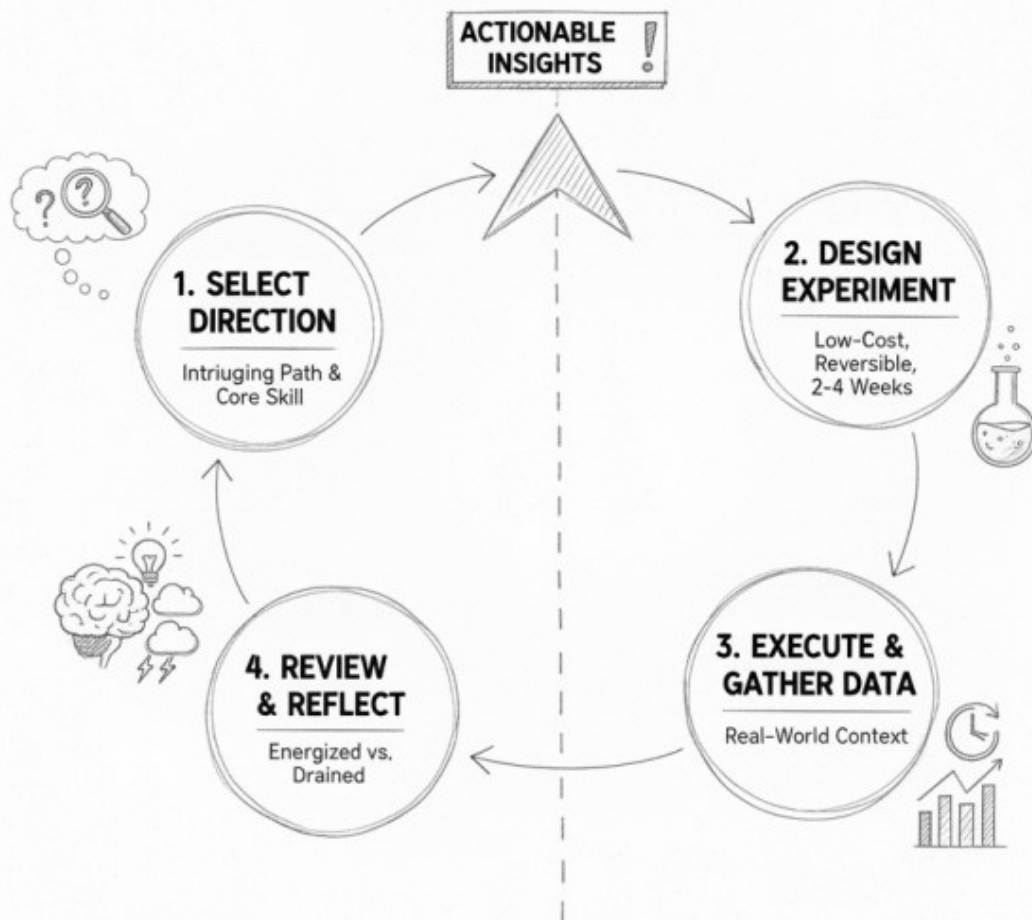 ACTIONABLE
INSIGHTS !
? ?
1. SELECT
DIRECTION
Intriuging Path &
Core Skill
2. DESIGN
EXPERIMENT
Low-Cost,
Reversible,
2-4 Weeks
3. EXECUTE &
GATHER DATA
Real-World Context
4. REVIEW
& REFLECT
Energized vs.
Drained